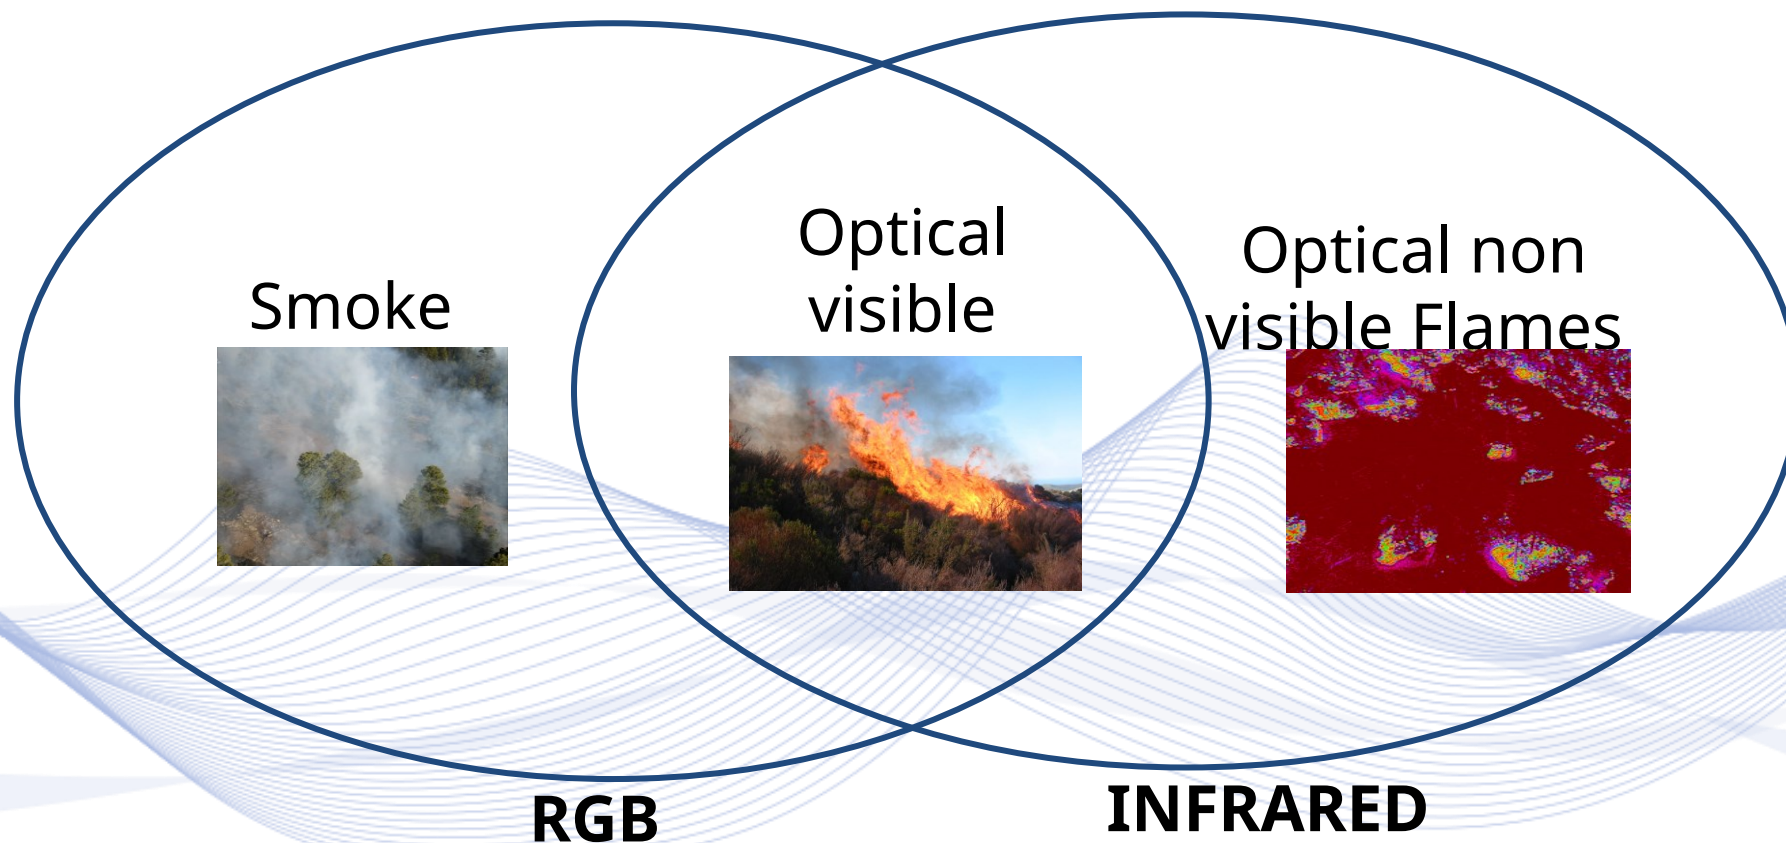 Smoke
Optical
visible
Optical non
visible Flames
RGB
INFRARED